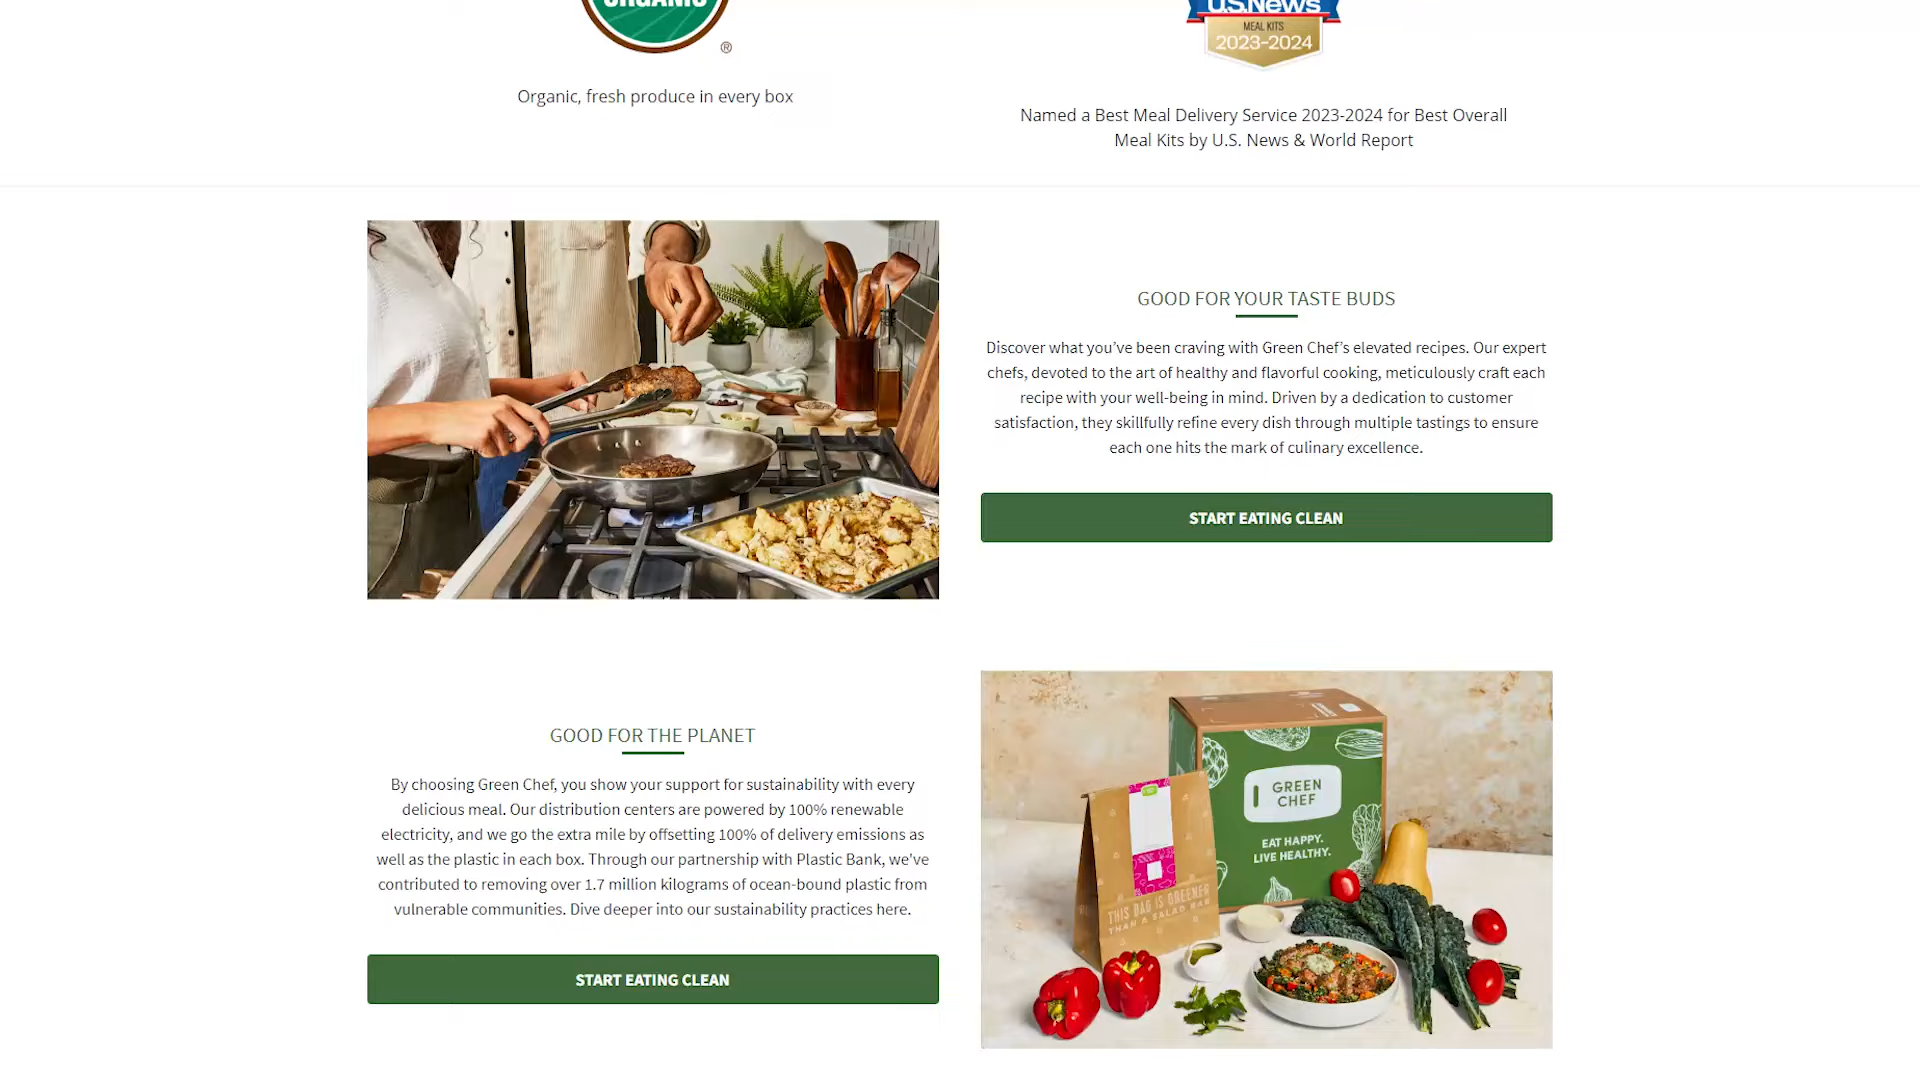 ORGANIC
®
Organic, fresh produce in every box
U.S.News
MEAL KITS
2023-2024
Named a Best Meal Delivery Service 2023-2024 for Best Overall
Meal Kits by U.S. News & World Report
GOOD FOR YOUR TASTE BUDS
Discover what you’ve been craving with Green Chef’s elevated recipes. Our expert
chefs, devoted to the art of healthy and flavorful cooking, meticulously craft each
recipe with your well-being in mind. Driven by a dedication to customer
satisfaction, they skillfully refine every dish through multiple tastings to ensure
each one hits the mark of culinary excellence.
START EATING CLEAN
GOOD FOR THE PLANET
By choosing Green Chef, you show your support for sustainability with every
delicious meal. Our distribution centers are powered by 100% renewable
electricity, and we go the extra mile by offsetting 100% of delivery emissions as
well as the plastic in each box. Through our partnership with Plastic Bank, we've
contributed to removing over 1.7 million kilograms of ocean-bound plastic from
vulnerable communities. Dive deeper into our sustainability practices here.
START EATING CLEAN
GREEN
CHEF
EAT HAPPY.
LIVE HEALTHY.
THIS BAG IS GREENER
THAN A SALAD BAR